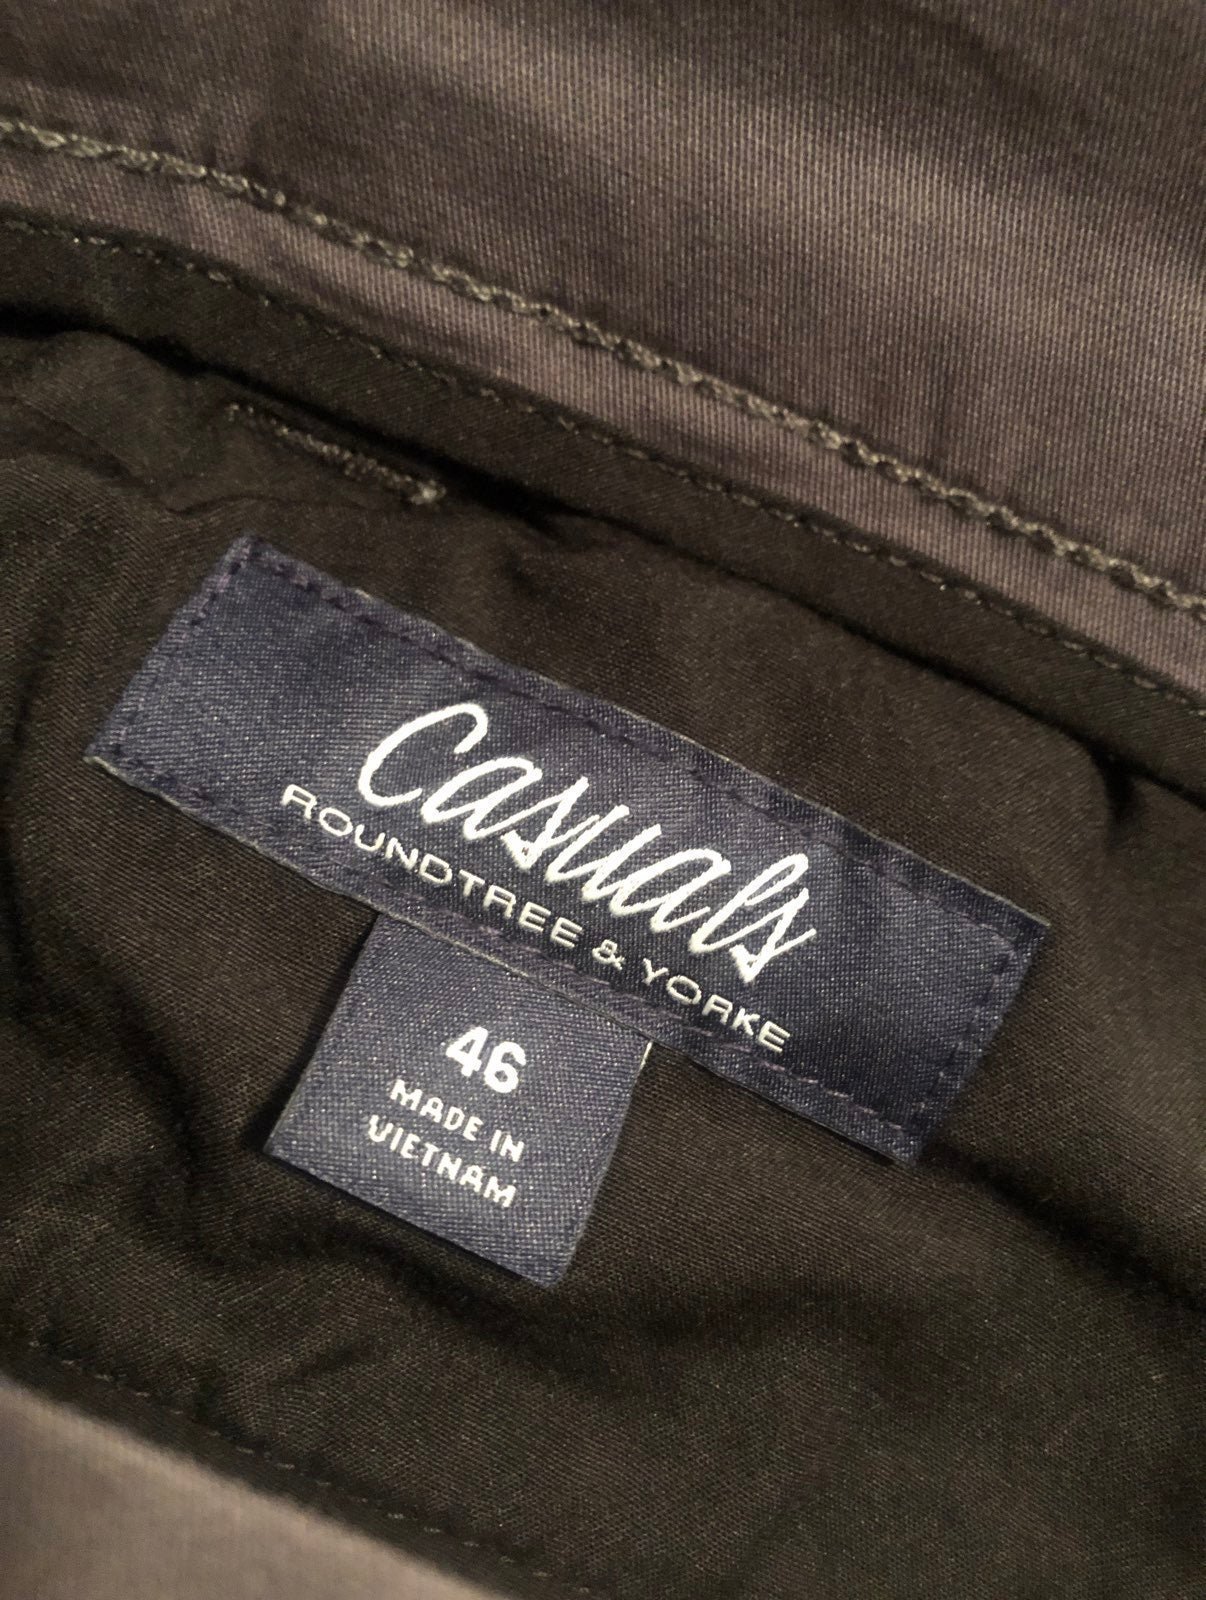 Casuals
ROUNDTREE & YORKE
46
MADE IN
VIETNAM